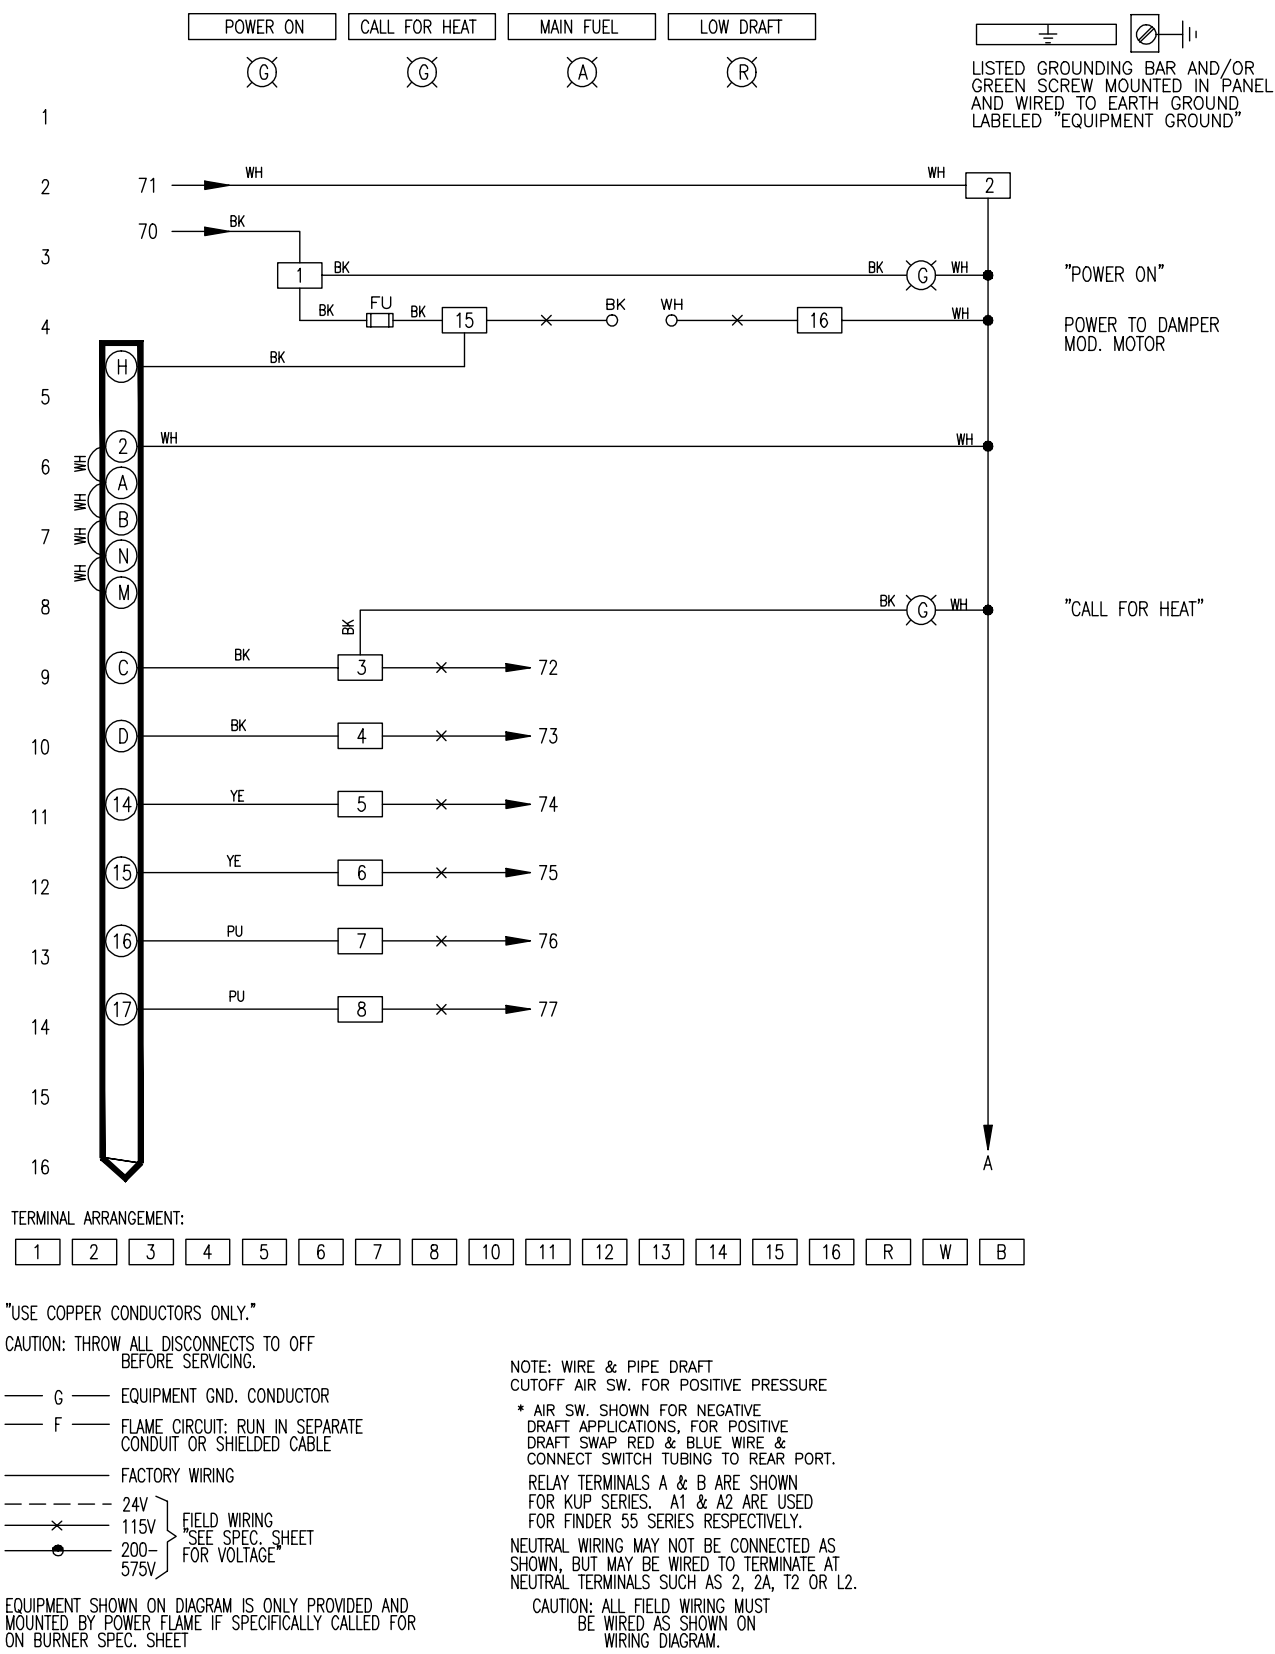 POWER ON
CALL FOR HEAT
MAIN FUEL
LOW DRAFT
G
G
A
R
LISTED GROUNDING BAR AND/OR
GREEN SCREW MOUNTED IN PANEL
AND WIRED TO EARTH GROUND
LABELED "EQUIPMENT GROUND"
1
2
71
WH
WH
2
70
BK
3
1
BK
BK
G
WH
"POWER ON"
4
BK
FU
BK
15
BK
WH
16
WH
POWER TO DAMPER
MOD. MOTOR
H
BK
5
2
WH
WH
6
WH
A
WH
B
7
WH
N
WH
M
8
BK
BK
G
WH
"CALL FOR HEAT"
9
C
BK
3
72
10
D
BK
4
73
11
14
YE
5
74
12
15
YE
6
75
13
16
PU
7
76
14
17
PU
8
77
15
16
A
TERMINAL ARRANGEMENT:
1 2 3 4 5 6 7 8 10 11 12 13 14 15 16 R W B
"USE COPPER CONDUCTORS ONLY."
CAUTION: THROW ALL DISCONNECTS TO OFF
BEFORE SERVICING.
G EQUIPMENT GND. CONDUCTOR
F FLAME CIRCUIT: RUN IN SEPARATE
CONDUIT OR SHIELDED CABLE
FACTORY WIRING
24V
115V
200-
575V
FIELD WIRING
"SEE SPEC. SHEET
FOR VOLTAGE"
EQUIPMENT SHOWN ON DIAGRAM IS ONLY PROVIDED AND
MOUNTED BY POWER FLAME IF SPECIFICALLY CALLED FOR
ON BURNER SPEC. SHEET
NOTE: WIRE & PIPE DRAFT
CUTOFF AIR SW. FOR POSITIVE PRESSURE
* AIR SW. SHOWN FOR NEGATIVE
DRAFT APPLICATIONS, FOR POSITIVE
DRAFT SWAP RED & BLUE WIRE &
CONNECT SWITCH TUBING TO REAR PORT.
RELAY TERMINALS A & B ARE SHOWN
FOR KUP SERIES. A1 & A2 ARE USED
FOR FINDER 55 SERIES RESPECTIVELY.
NEUTRAL WIRING MAY NOT BE CONNECTED AS
SHOWN, BUT MAY BE WIRED TO TERMINATE AT
NEUTRAL TERMINALS SUCH AS 2, 2A, T2 OR L2.
CAUTION: ALL FIELD WIRING MUST
BE WIRED AS SHOWN ON
WIRING DIAGRAM.